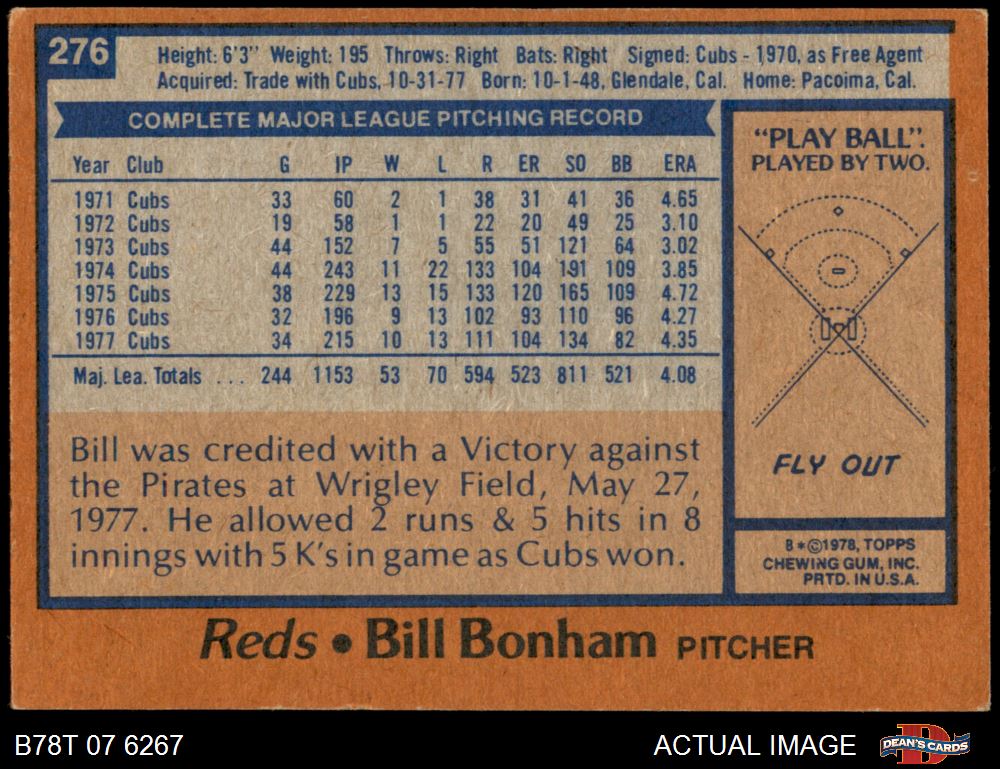 276
Height: 6'3" Weight: 195 Throws: Right Bats: Right Signed: Cubs - 1970, as Free Agent
Acquired: Trade with Cubs, 10-31-77 Born: 10-1-48, Glendale, Cal. Home: Pacoima, Cal.
COMPLETE MAJOR LEAGUE PITCHING RECORD
Year Club G IP W L R ER SO BB ERA
1971 Cubs 33 60 2 1 38 31 41 36 4.65
1972 Cubs 19 58 1 1 22 20 49 25 3.10
1973 Cubs 44 152 7 5 55 51 121 64 3.02
1974 Cubs 44 243 11 22 133 104 191 109 3.85
1975 Cubs 38 229 13 15 133 120 165 109 4.72
1976 Cubs 32 196 9 13 102 93 110 96 4.27
1977 Cubs 34 215 10 13 111 104 134 82 4.35
Maj. Lea. Totals ... 244 1153 53 70 594 523 811 521 4.08
Bill was credited with a Victory against
the Pirates at Wrigley Field, May 27,
1977. He allowed 2 runs & 5 hits in 8
innings with 5 K's in game as Cubs won.
"PLAY BALL".
PLAYED BY TWO.
FLY OUT
B*©1978, TOPPS
CHEWING GUM, INC.
PRTD. IN U.S.A.
Reds • Bill Bonham PITCHER
B78T 07 6267
ACTUAL IMAGE
DEAN'S CARDS